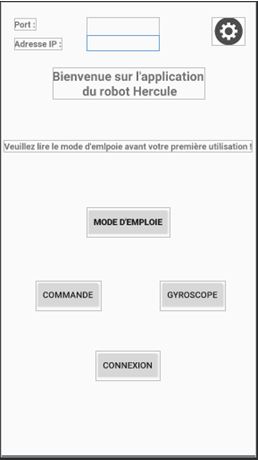 Port :
Adresse IP :
Bienvenue sur l'application
du robot Hercule
Veuillez lire le mode d'emlpoie avant votre première utilisation !
MODE D'EMPLOIE
COMMANDE
GYROSCOPE
CONNEXION